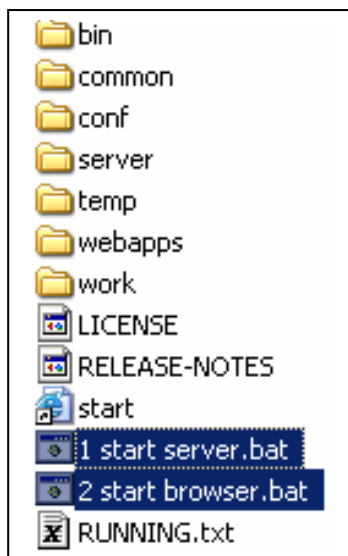 bin
common
conf
server
temp
webapps
work
LICENSE
RELEASE-NOTES
start
1 start server.bat
2 start browser.bat
RUNNING.txt